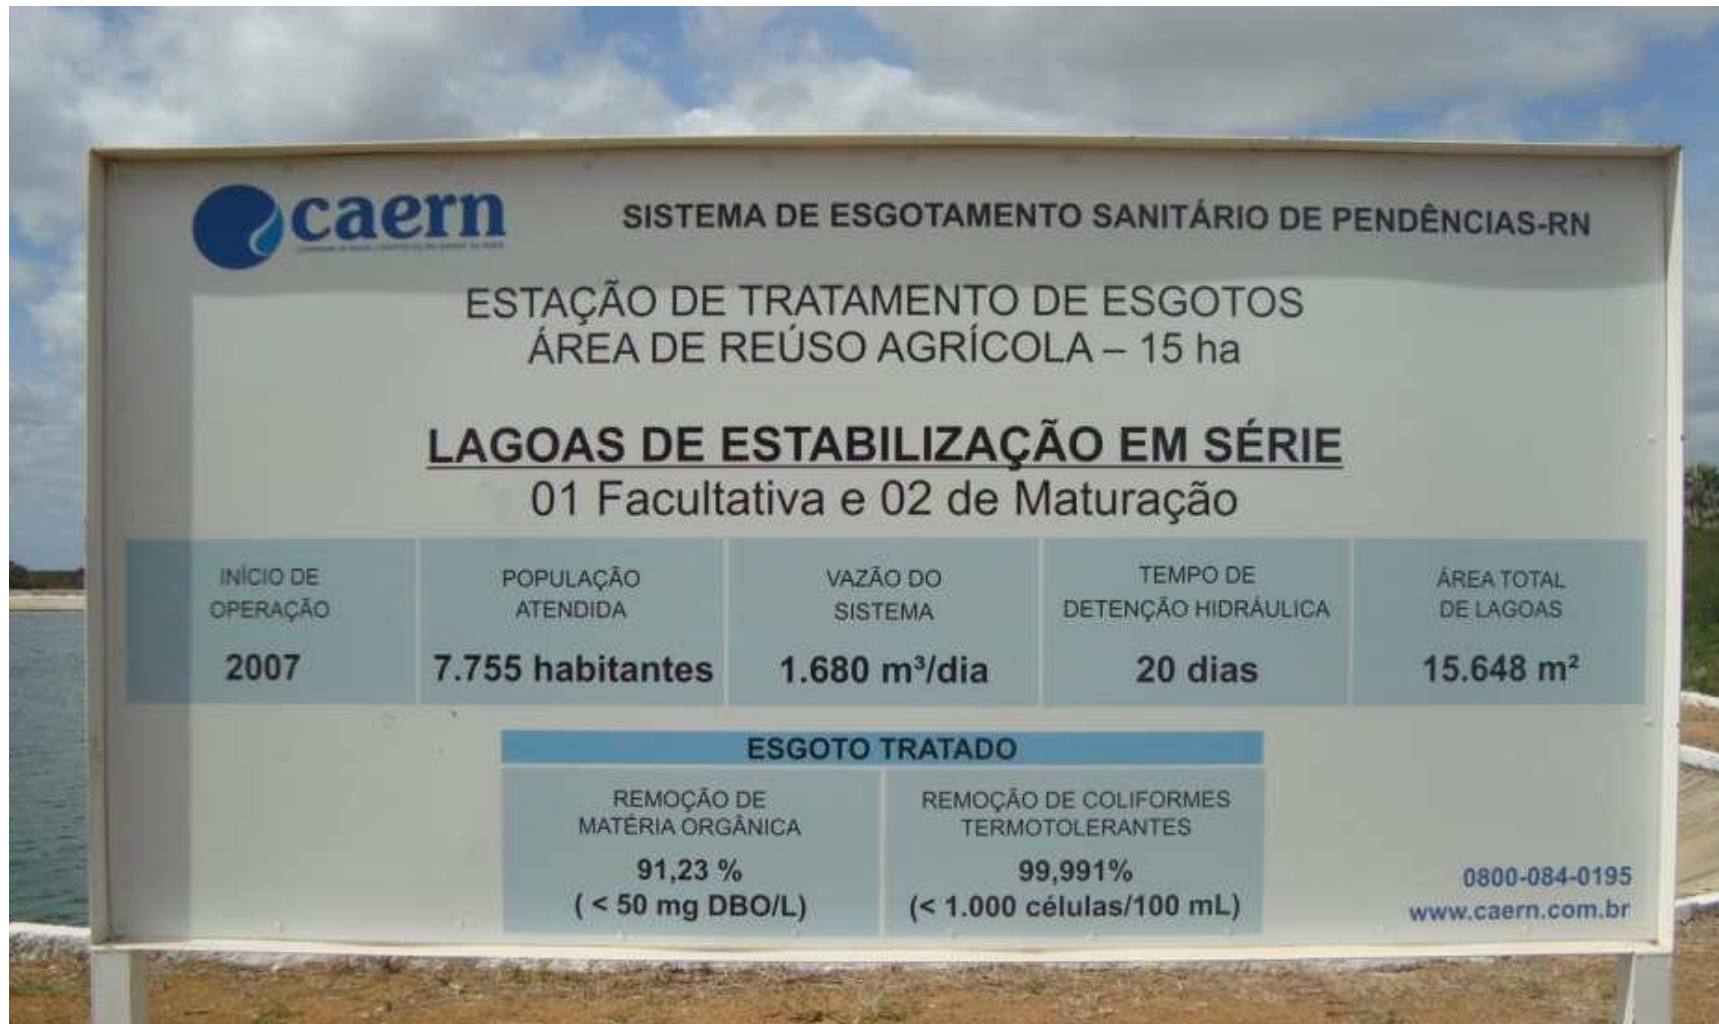 caern
SISTEMA DE ESGOTAMENTO SANITÁRIO DE PENDÊNCIAS-RN
ESTAÇÃO DE TRATAMENTO DE ESGOTOS
ÁREA DE REÚSO AGRÍCOLA – 15 ha
LAGOAS DE ESTABILIZAÇÃO EM SÉRIE
01 Facultativa e 02 de Maturação
INÍCIO DE
OPERAÇÃO
2007
POPULAÇÃO
ATENDIDA
7.755 habitantes
VAZÃO DO
SISTEMA
1.680 m³/dia
TEMPO DE
DETENÇÃO HIDRÁULICA
20 dias
ÁREA TOTAL
DE LAGOAS
15.648 m²
ESGOTO TRATADO
REMOÇÃO DE
MATÉRIA ORGÂNICA
91,23 %
( < 50 mg DBO/L)
REMOÇÃO DE COLIFORMES
TERMOTOLERANTES
99,991%
(< 1.000 células/100 mL)
0800-084-0195
www.caern.com.br